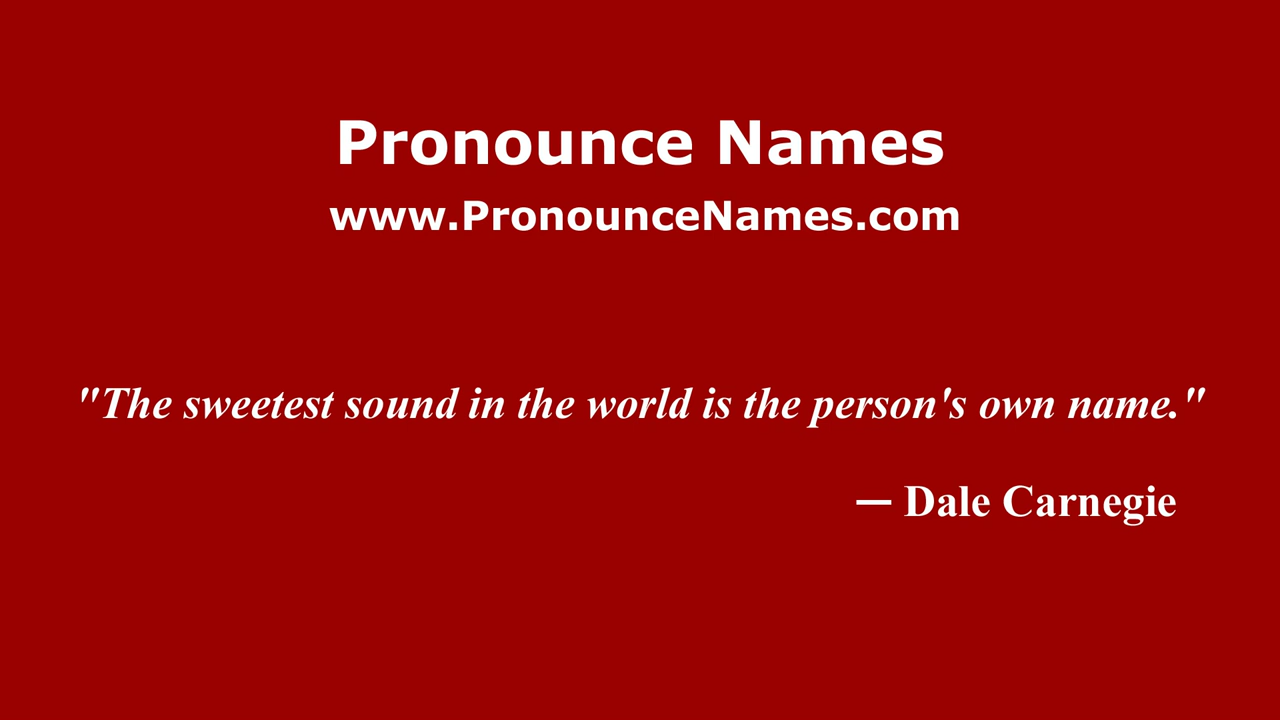 Pronounce Names
www.PronounceNames.com
"The sweetest sound in the world is the person's own name."
— Dale Carnegie